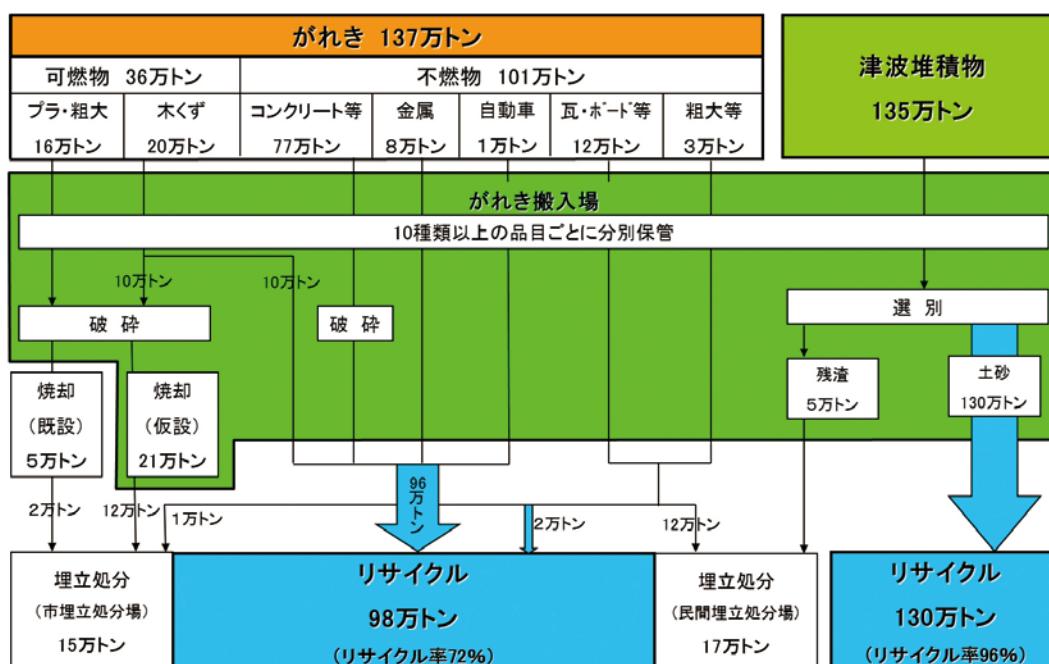 がれき 137万トン
可燃物 36万トン
不燃物 101万トン
プラ・粗大
16万トン
木くず
20万トン
コンクリート等
77万トン
金属
8万トン
自動車
1万トン
瓦・ボード等
12万トン
粗大等
3万トン
津波堆積物
135万トン
がれき搬入場
10種類以上の品目ごとに分別保管
10万トン
10万トン
破 砕
破 砕
選 別
焼却
(既設)
5万トン
焼却
(仮設)
21万トン
残渣
5万トン
土砂
130万トン
2万トン
12万トン
1万トン
96万トン
2万トン
12万トン
埋立処分
(市埋立処分場)
15万トン
リサイクル
98万トン
(リサイクル率72%)
埋立処分
(民間埋立処分場)
17万トン
リサイクル
130万トン
(リサイクル率96%)